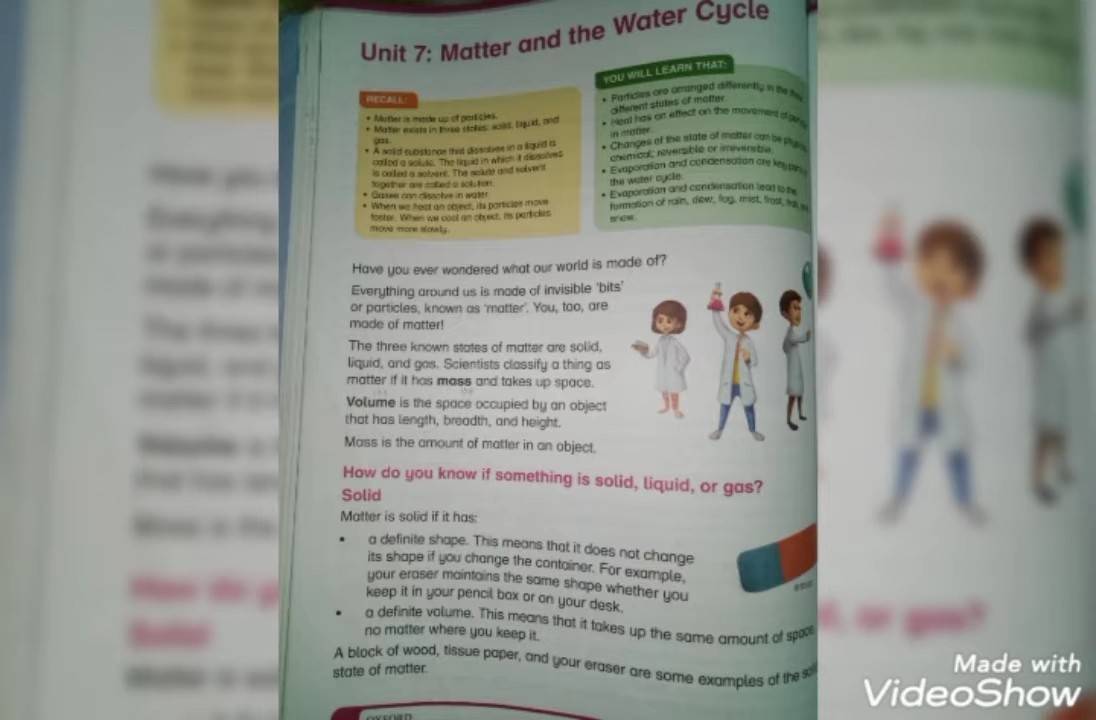 Unit 7: Matter and the Water Cycle
RECALL:
• Matter is made up of particles.
• Matter exists in three states: solid, liquid, and
gas.
• A solid substance that dissolves in a liquid is
called a solute. The liquid in which it dissolves
is called a solvent. The solute and solvent
together are called a solution.
• Gases can dissolve in water.
• When we heat an object, its particles move
faster. When we cool an object, its particles
move more slowly.
YOU WILL LEARN THAT:
• Particles are arranged differently in the
different states of matter.
• Heat has an effect on the movement of
in matter.
• Changes of the state of matter can be
chemical; reversible or irreversible.
• Evaporation and condensation are key
the water cycle.
• Evaporation and condensation lead to the
formation of rain, dew, fog, mist, frost,
snow.
Have you ever wondered what our world is made of?
Everything around us is made of invisible 'bits'
or particles, known as 'matter'. You, too, are
made of matter!
The three known states of matter are solid,
liquid, and gas. Scientists classify a thing as
matter if it has mass and takes up space.
Volume is the space occupied by an object
that has length, breadth, and height.
Mass is the amount of matter in an object.
How do you know if something is solid, liquid, or gas?
Solid
Matter is solid if it has:
• a definite shape. This means that it does not change
its shape if you change the container. For example,
your eraser maintains the same shape whether you
keep it in your pencil box or on your desk.
• a definite volume. This means that it takes up the same amount of space
no matter where you keep it.
A block of wood, tissue paper, and your eraser are some examples of the
state of matter.
OXFORD
Made with
VideoShow